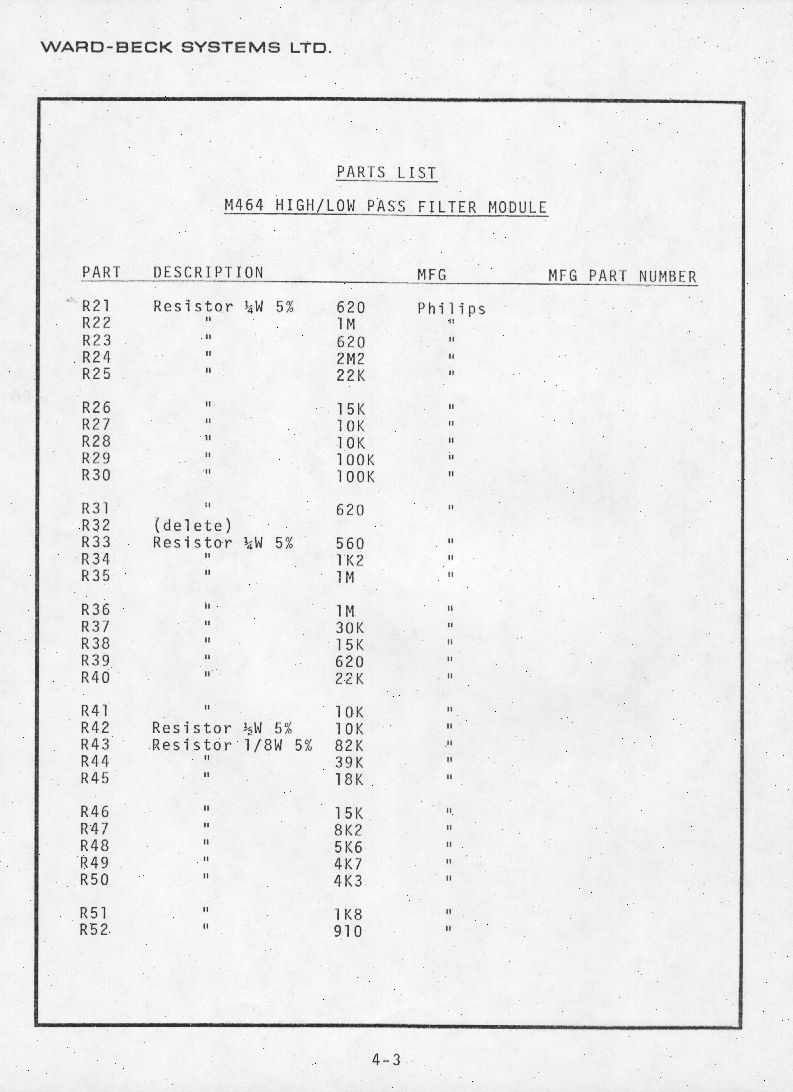 WARD-BECK SYSTEMS LTD.
PARTS LIST
M464 HIGH/LOW PASS FILTER MODULE
PART DESCRIPTION MFG MFG PART NUMBER
R21 Resistor ¼W 5% 620 Philips
R22 " 1M "
R23 " 620 "
R24 " 2M2 "
R25 " 22K "
R26 " 15K "
R27 " 10K "
R28 " 10K "
R29 " 100K "
R30 " 100K "
R31 " 620 "
R32 (delete)
R33 Resistor ¼W 5% 560 "
R34 " 1K2 "
R35 " 1M "
R36 " 1M "
R37 " 30K "
R38 " 15K "
R39 " 620 "
R40 " 22K "
R41 " 10K "
R42 Resistor ½W 5% 10K "
R43 Resistor 1/8W 5% 82K "
R44 " 39K "
R45 " 18K "
R46 " 15K "
R47 " 8K2 "
R48 " 5K6 "
R49 " 4K7 "
R50 " 4K3 "
R51 " 1K8 "
R52 " 910 "
4-3